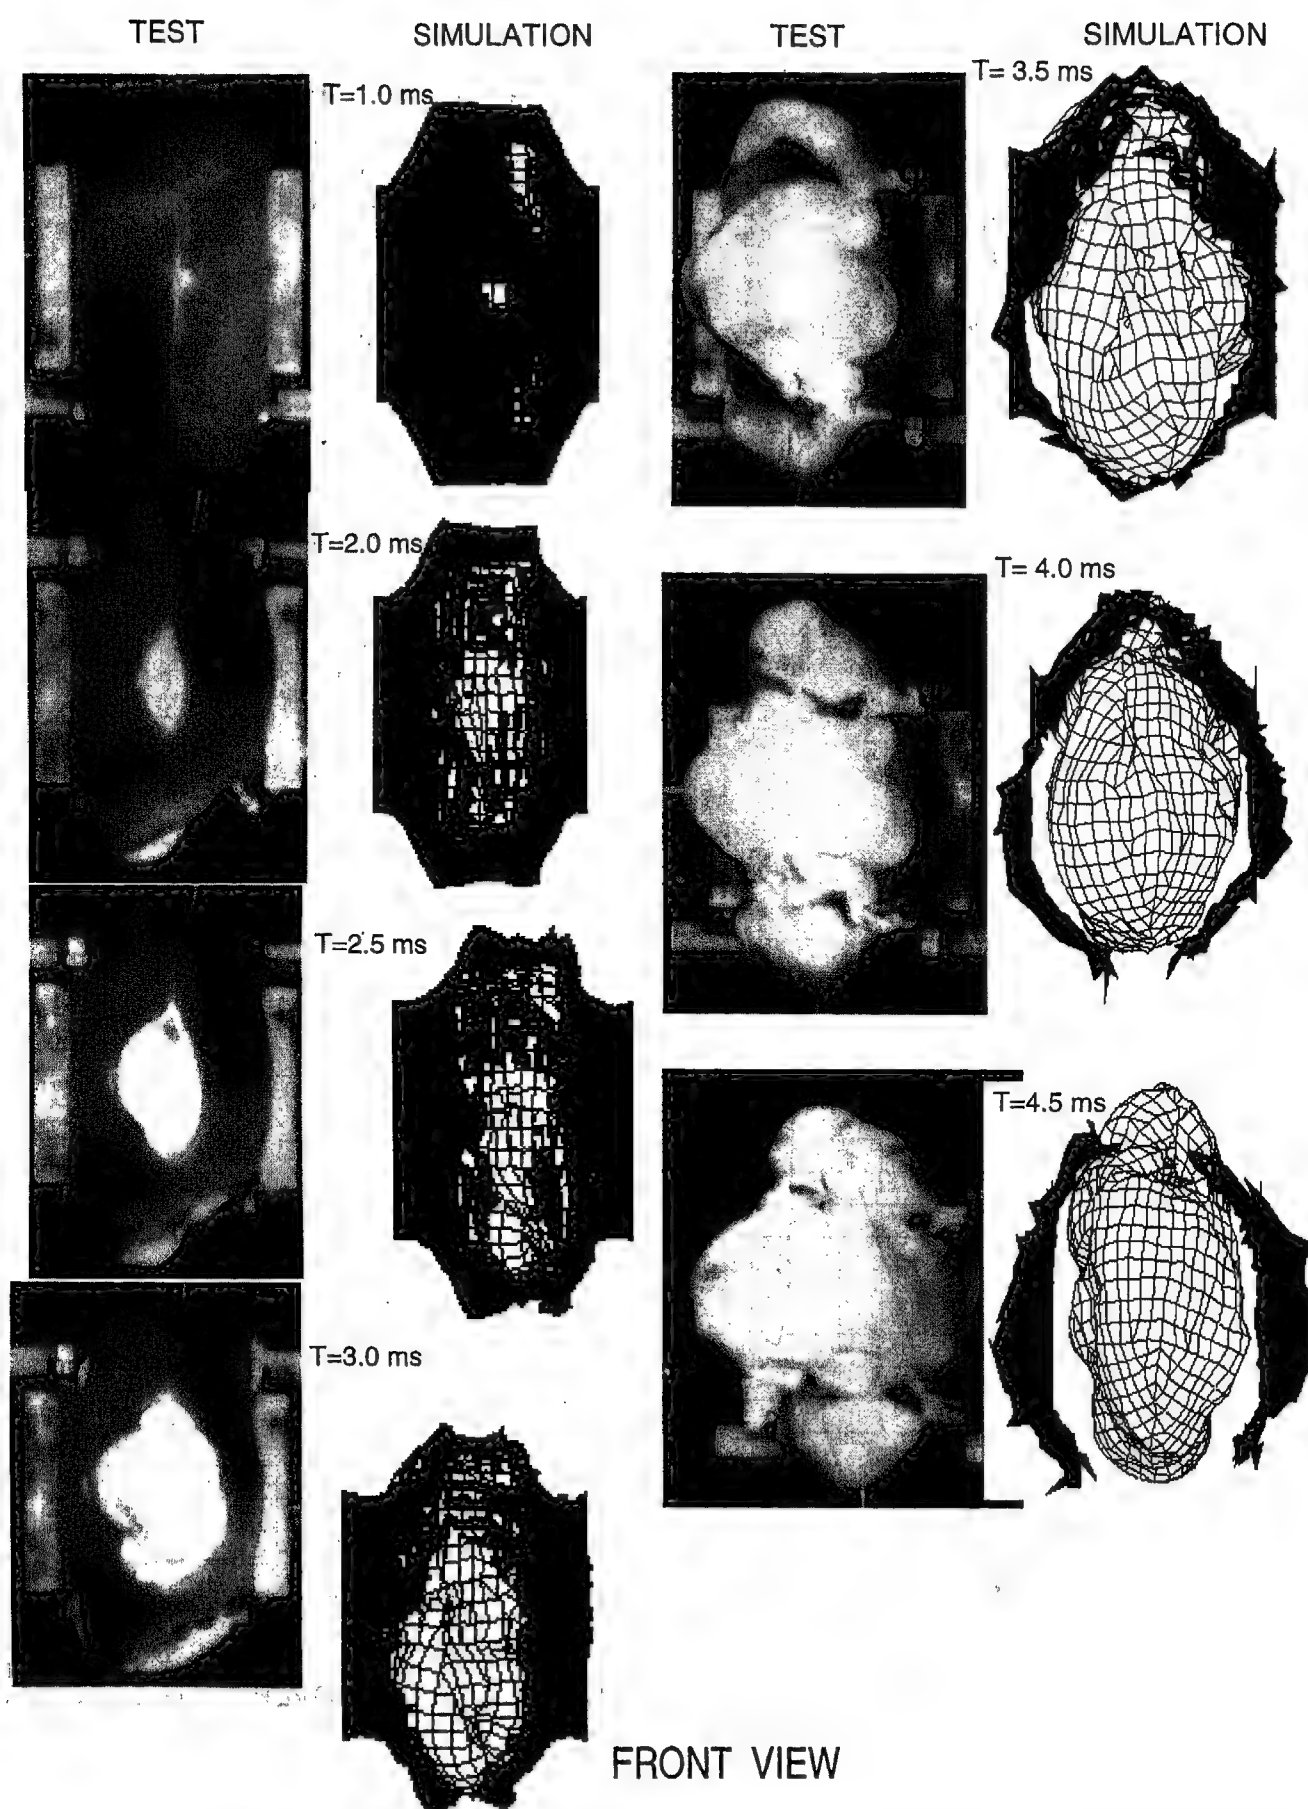 TEST SIMULATION TEST SIMULATION
T=1.0 ms T= 3.5 ms
T=2.0 ms T= 4.0 ms
T=2.5 ms T=4.5 ms
T=3.0 ms
FRONT VIEW